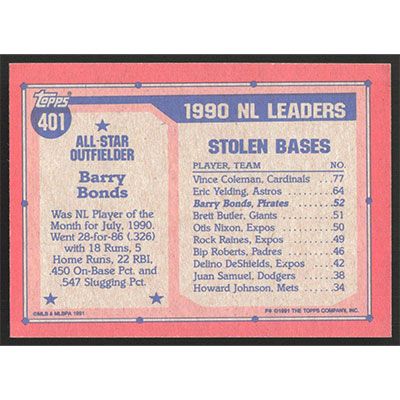 Topps
401
ALL-STAR
OUTFIELDER
Barry
Bonds
Was NL Player of the
Month for July, 1990.
Went 28-for-86 (.326)
with 18 Runs, 5
Home Runs, 22 RBI,
.450 On-Base Pct. and
.547 Slugging Pct.
1990 NL LEADERS
STOLEN BASES
PLAYER, TEAM NO.
Vince Coleman, Cardinals . . . 77
Eric Yelding, Astros . . . . . . . . 64
Barry Bonds, Pirates . . . . . . . 52
Brett Butler, Giants . . . . . . . . 51
Otis Nixon, Expos . . . . . . . . . 50
Rock Raines, Expos . . . . . . . 49
Bip Roberts, Padres . . . . . . . 46
Delino DeShields, Expos . . . . 42
Juan Samuel, Dodgers . . . . . 38
Howard Johnson, Mets . . . . . 34
©MLB & MLBPA 1991
F* ©1991 THE TOPPS COMPANY, INC.